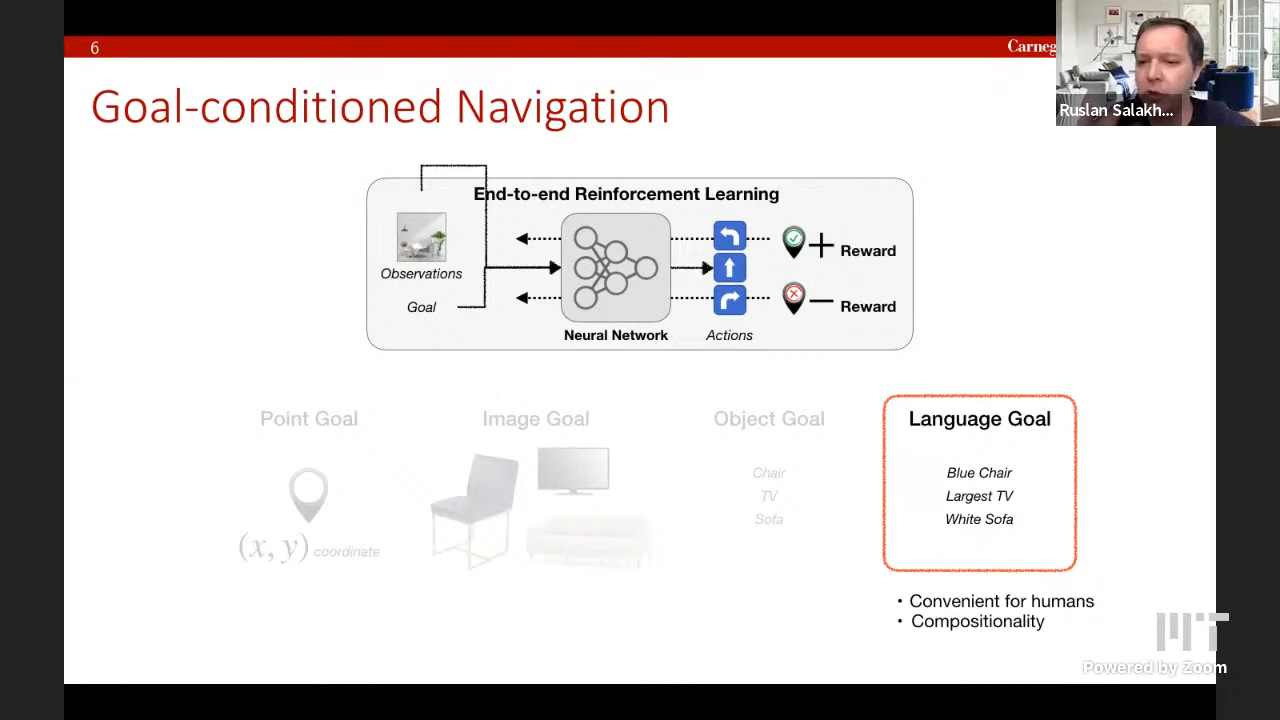 6
Carneg
Ruslan Salakh...
Goal-conditioned Navigation
End-to-end Reinforcement Learning
Observations
Goal
Neural Network
Actions
+ Reward
− Reward
Point Goal
(x, y) coordinate
Image Goal
Object Goal
Chair
TV
Sofa
Language Goal
Blue Chair
Largest TV
White Sofa
• Convenient for humans
• Compositionality
MIT
Powered by Zoom